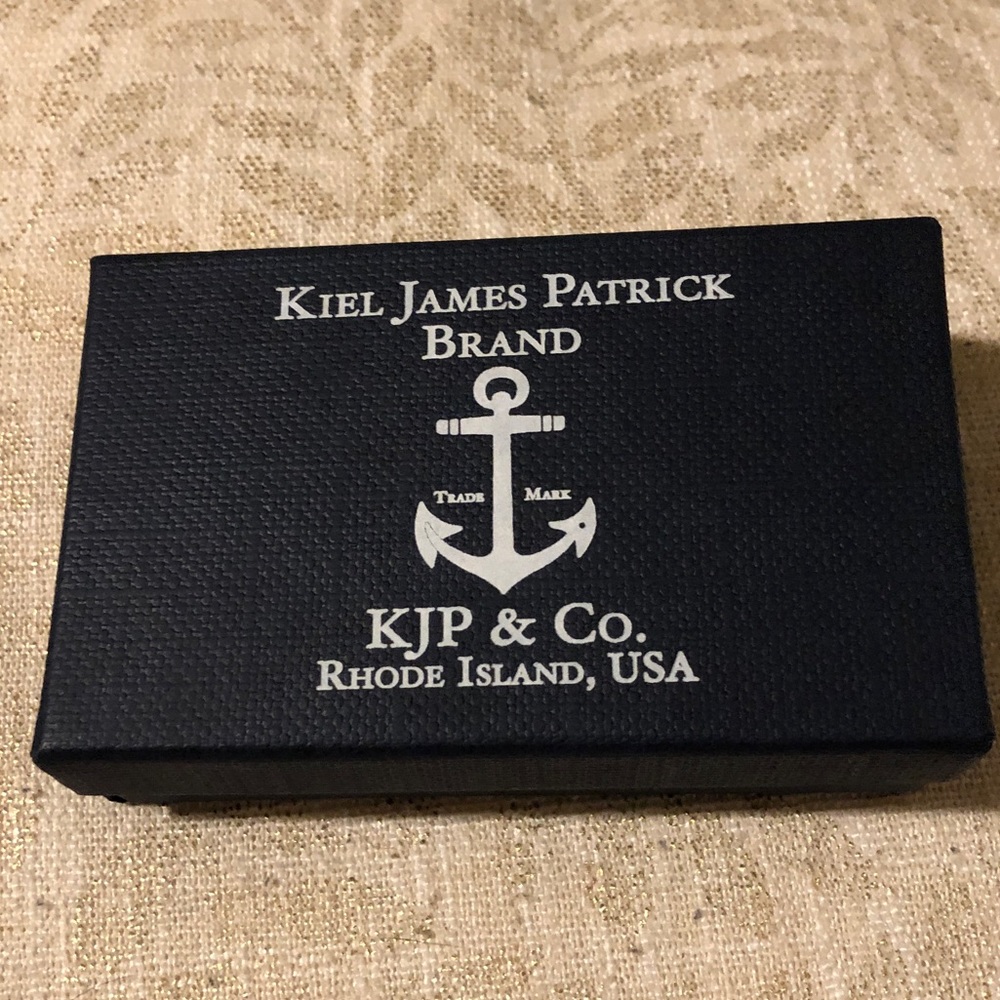 Kiel James Patrick
Brand
Trade Mark
KJP & Co.
Rhode Island, USA